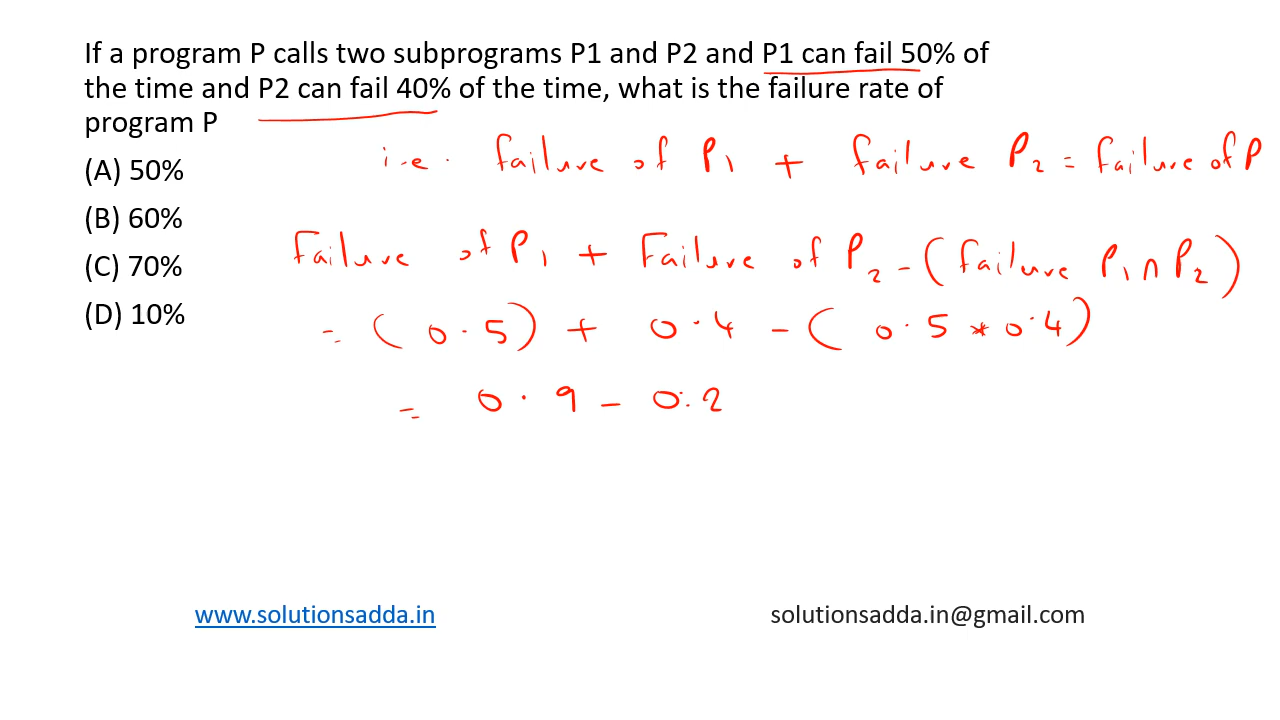 If a program P calls two subprograms P1 and P2 and P1 can fail 50% of
the time and P2 can fail 40% of the time, what is the failure rate of
program P
i.e. failure of P1 + failure P2 = failure of P
(A) 50%
(B) 60%
Failure of P1 + Failure of P2 - (failure P1 ∩ P2)
(C) 70%
(D) 10%
= (0.5) + 0.4 - (0.5 * 0.4)
= 0.9 - 0.2
www.solutionsadda.in
solutionsadda.in@gmail.com